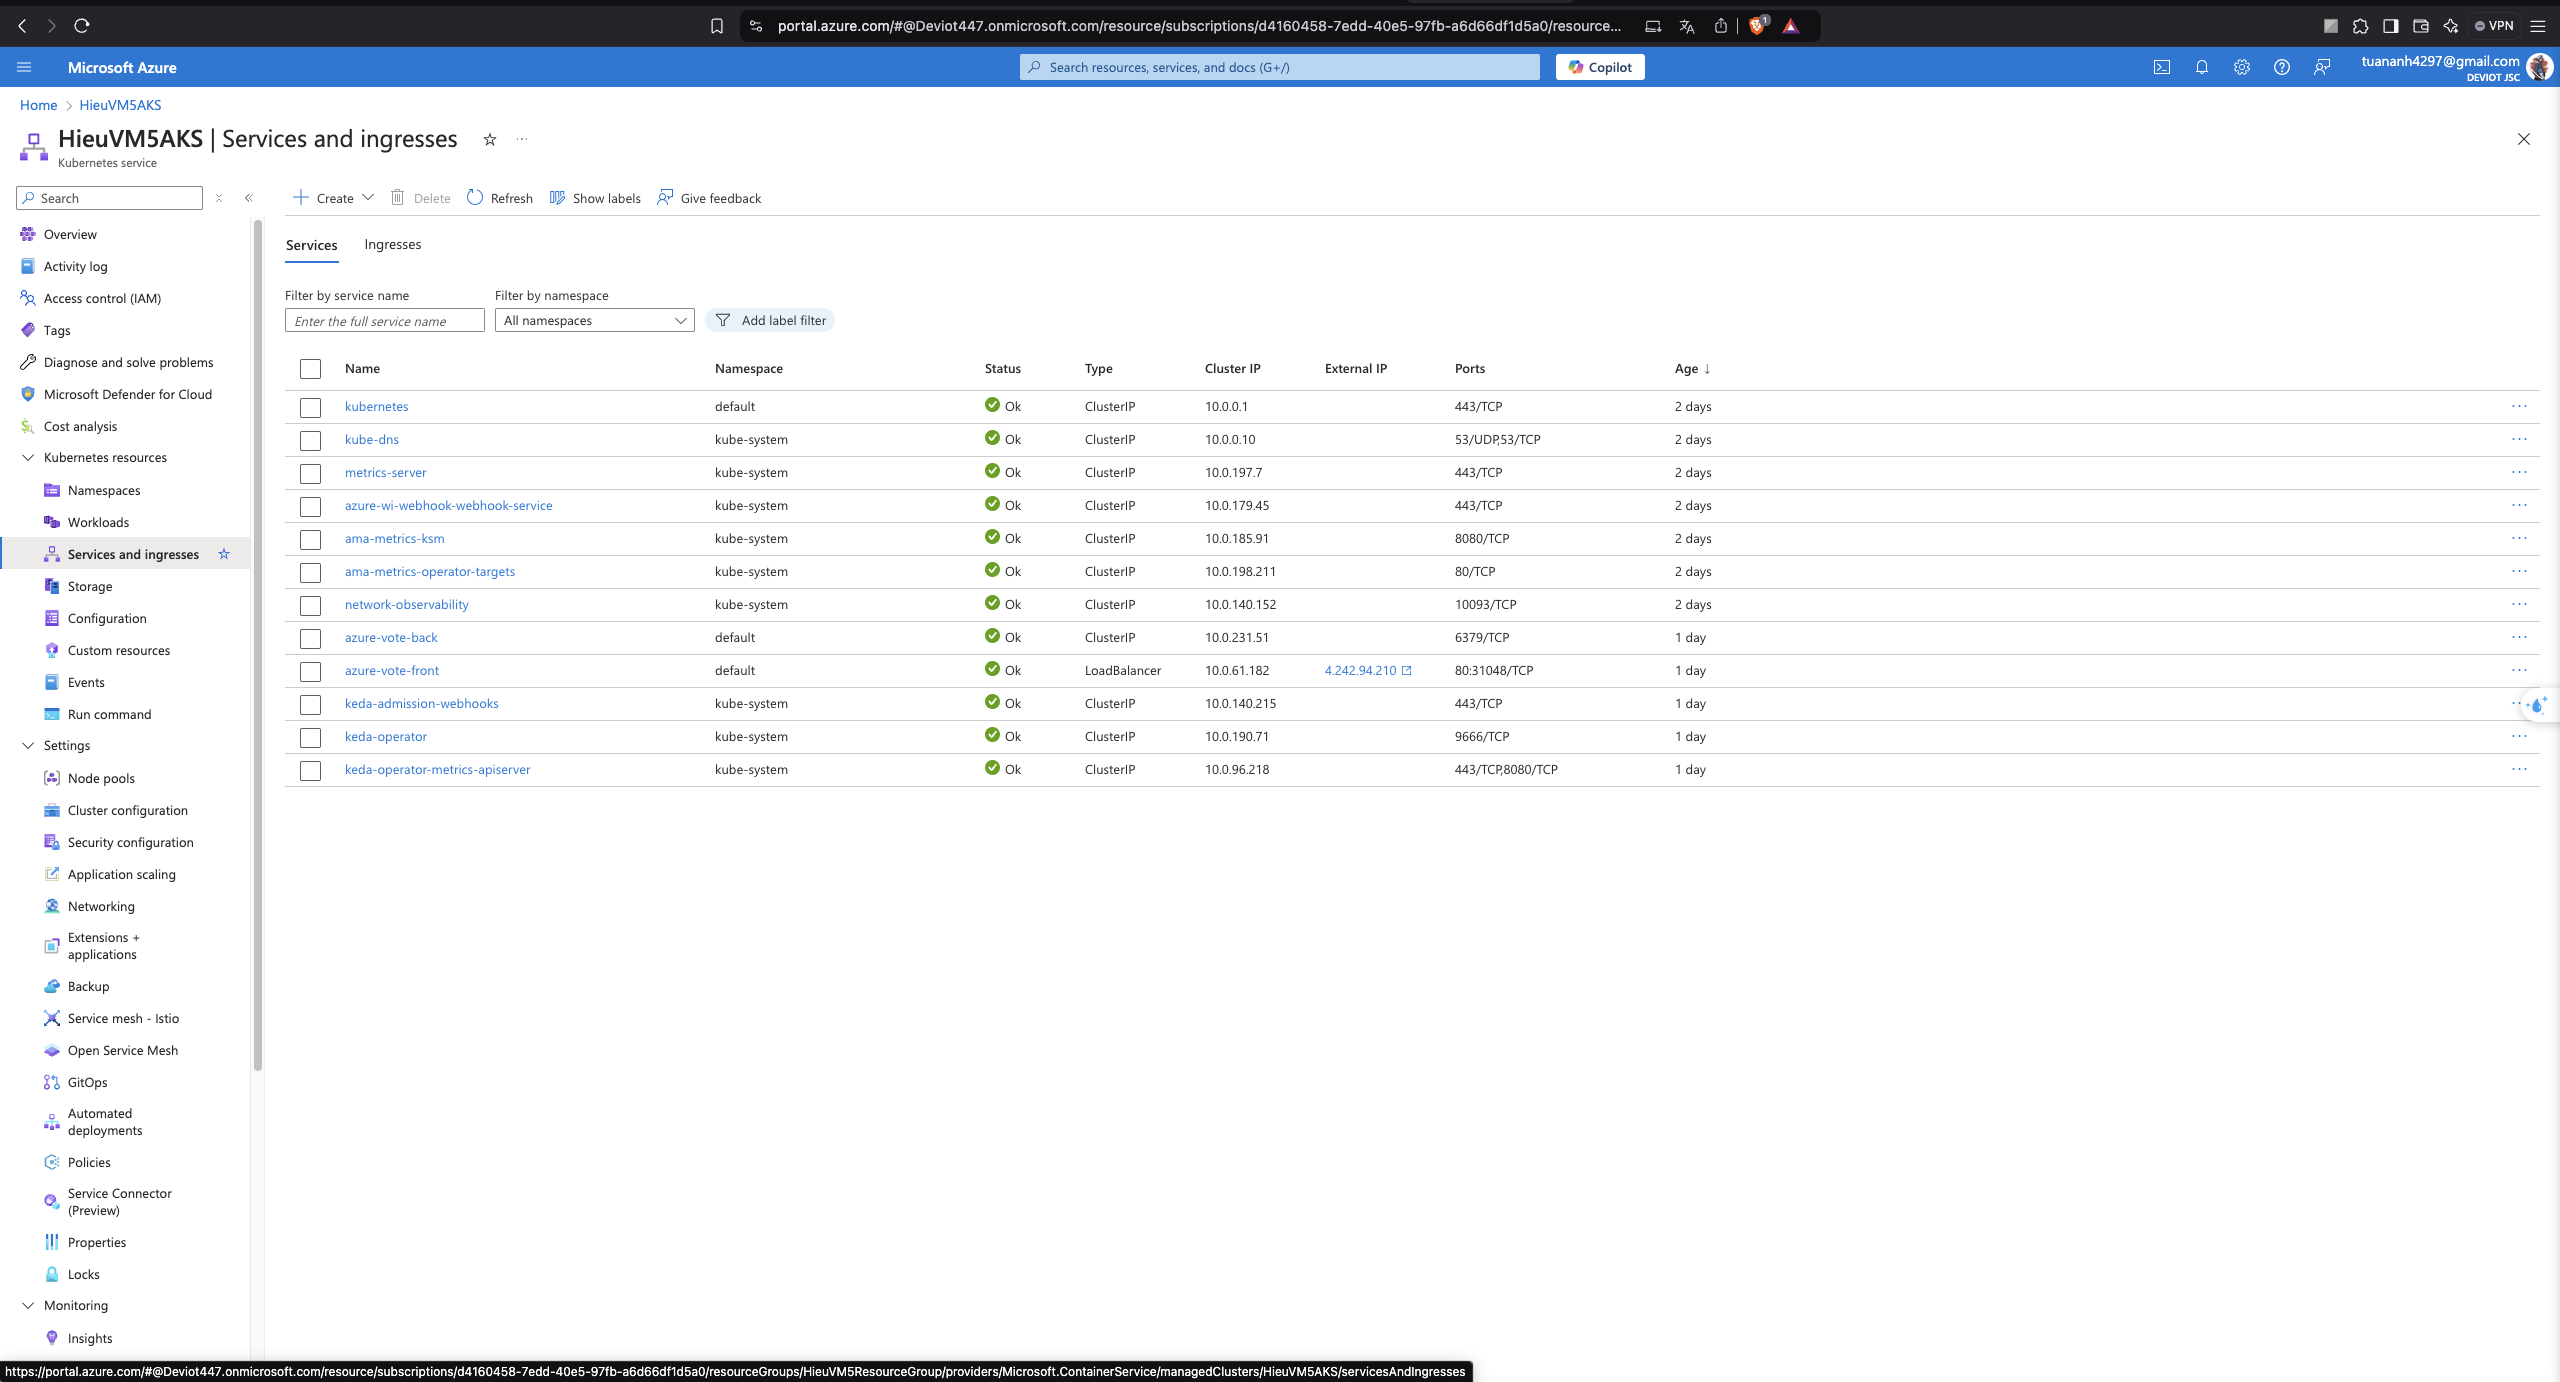 portal.azure.com/#@Deviot447.onmicrosoft.com/resource/subscriptions/d4160458-7edd-40e5-97fb-a6d66df1d5a0/resource...
1
VPN
Microsoft Azure
Search resources, services, and docs (G+/)
Copilot
tuananh4297@gmail.com
DEVIOT JSC
Home > HieuVM5AKS
HieuVM5AKS | Services and ingresses
Kubernetes service
Search
Create Delete Refresh Show labels Give feedback
Overview
Activity log
Access control (IAM)
Tags
Diagnose and solve problems
Microsoft Defender for Cloud
Cost analysis
Kubernetes resources
Namespaces
Workloads
Services and ingresses
Storage
Configuration
Custom resources
Events
Run command
Settings
Node pools
Cluster configuration
Security configuration
Application scaling
Networking
Extensions +
applications
Backup
Service mesh - Istio
Open Service Mesh
GitOps
Automated
deployments
Policies
Service Connector
(Preview)
Properties
Locks
Monitoring
Insights
Services Ingresses
Filter by service name Filter by namespace
Enter the full service name All namespaces Add label filter
Name Namespace Status Type Cluster IP External IP Ports Age ↓
kubernetes default Ok ClusterIP 10.0.0.1 443/TCP 2 days
kube-dns kube-system Ok ClusterIP 10.0.0.10 53/UDP,53/TCP 2 days
metrics-server kube-system Ok ClusterIP 10.0.197.7 443/TCP 2 days
azure-wi-webhook-webhook-service kube-system Ok ClusterIP 10.0.179.45 443/TCP 2 days
ama-metrics-ksm kube-system Ok ClusterIP 10.0.185.91 8080/TCP 2 days
ama-metrics-operator-targets kube-system Ok ClusterIP 10.0.198.211 80/TCP 2 days
network-observability kube-system Ok ClusterIP 10.0.140.152 10093/TCP 2 days
azure-vote-back default Ok ClusterIP 10.0.231.51 6379/TCP 1 day
azure-vote-front default Ok LoadBalancer 10.0.61.182 4.242.94.210 80:31048/TCP 1 day
keda-admission-webhooks kube-system Ok ClusterIP 10.0.140.215 443/TCP 1 day
keda-operator kube-system Ok ClusterIP 10.0.190.71 9666/TCP 1 day
keda-operator-metrics-apiserver kube-system Ok ClusterIP 10.0.96.218 443/TCP,8080/TCP 1 day
https://portal.azure.com/#@Deviot447.onmicrosoft.com/resource/subscriptions/d4160458-7edd-40e5-97fb-a6d66df1d5a0/resourceGroups/HieuVM5ResourceGroup/providers/Microsoft.ContainerService/managedClusters/HieuVM5AKS/servicesAndIngresses